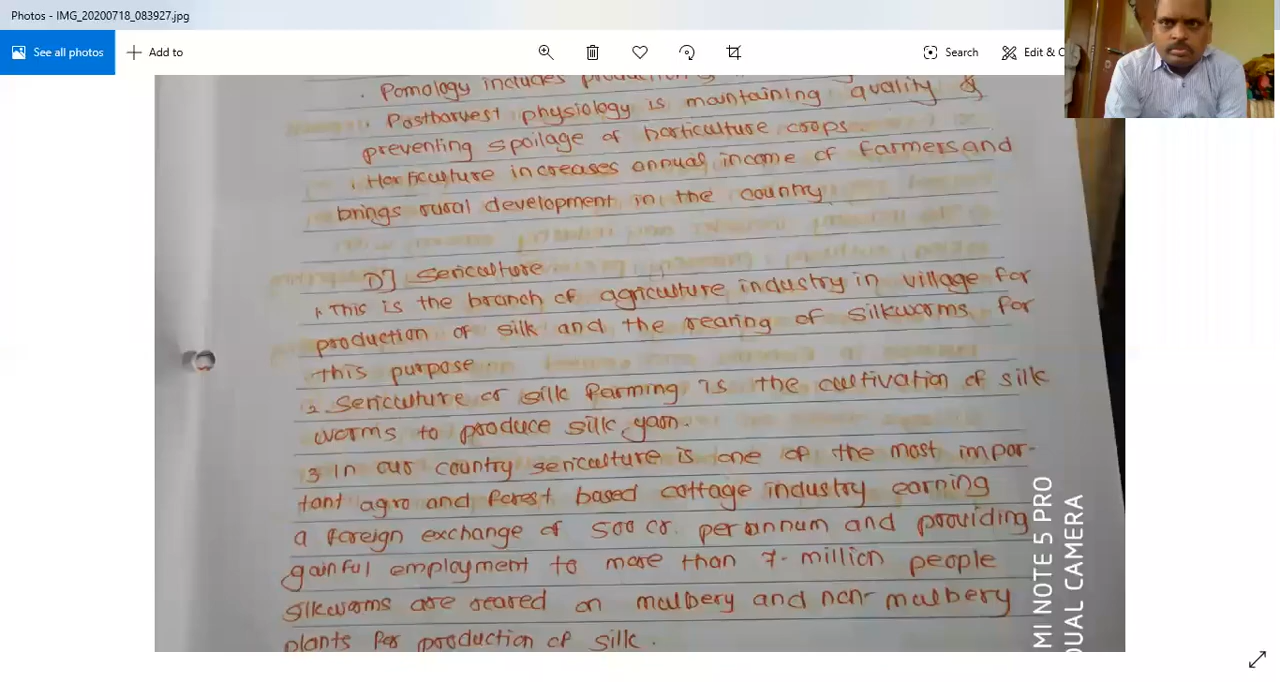 Photos - IMG_20200718_083927.jpg
See all photos
Add to
Search
Edit & C
. Pomology includes
. Postharvest physiology is maintaining quality &
preventing spoilage of horticulture crops.
. Horticulture increases annual income of farmers and
brings rural development in the country
D] Sericulture
1. This is the branch of agriculture industry in village for
production of silk and the rearing of silkworms for
this purpose.
2. Sericulture or silk farming is the cultivation of silk
worms to produce silk yarn.
3 In our country sericulture is one of the most impor-
tant agro and forest based cottage industry earning
a foreign exchange of 500 cr. per annum and providing
gainful employment to more than 7-million people
silkworms are reared on mulbery and non-mulbery
plants for production of silk.
MI NOTE 5 PRO
DUAL CAMERA